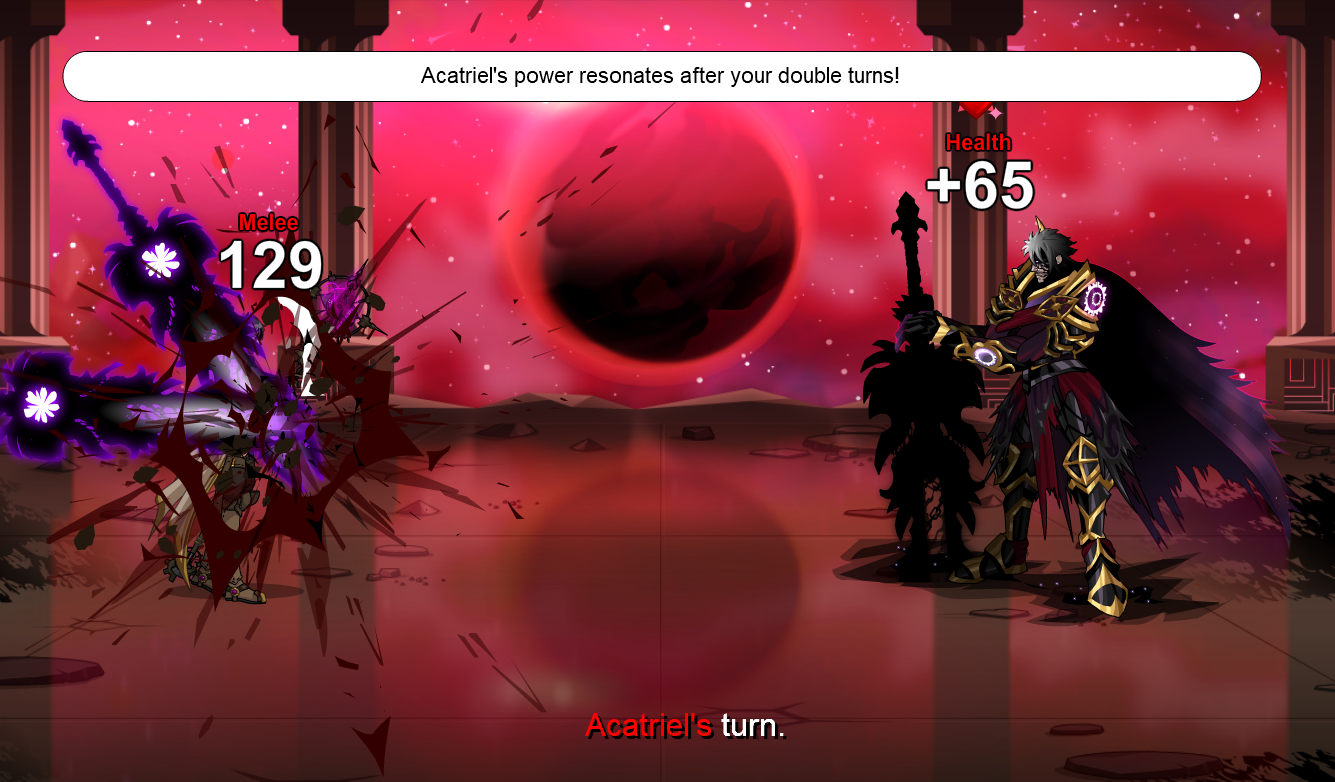 Acatriel's power resonates after your double turns!
Health
+65
Melee
129
Acatriel's turn.